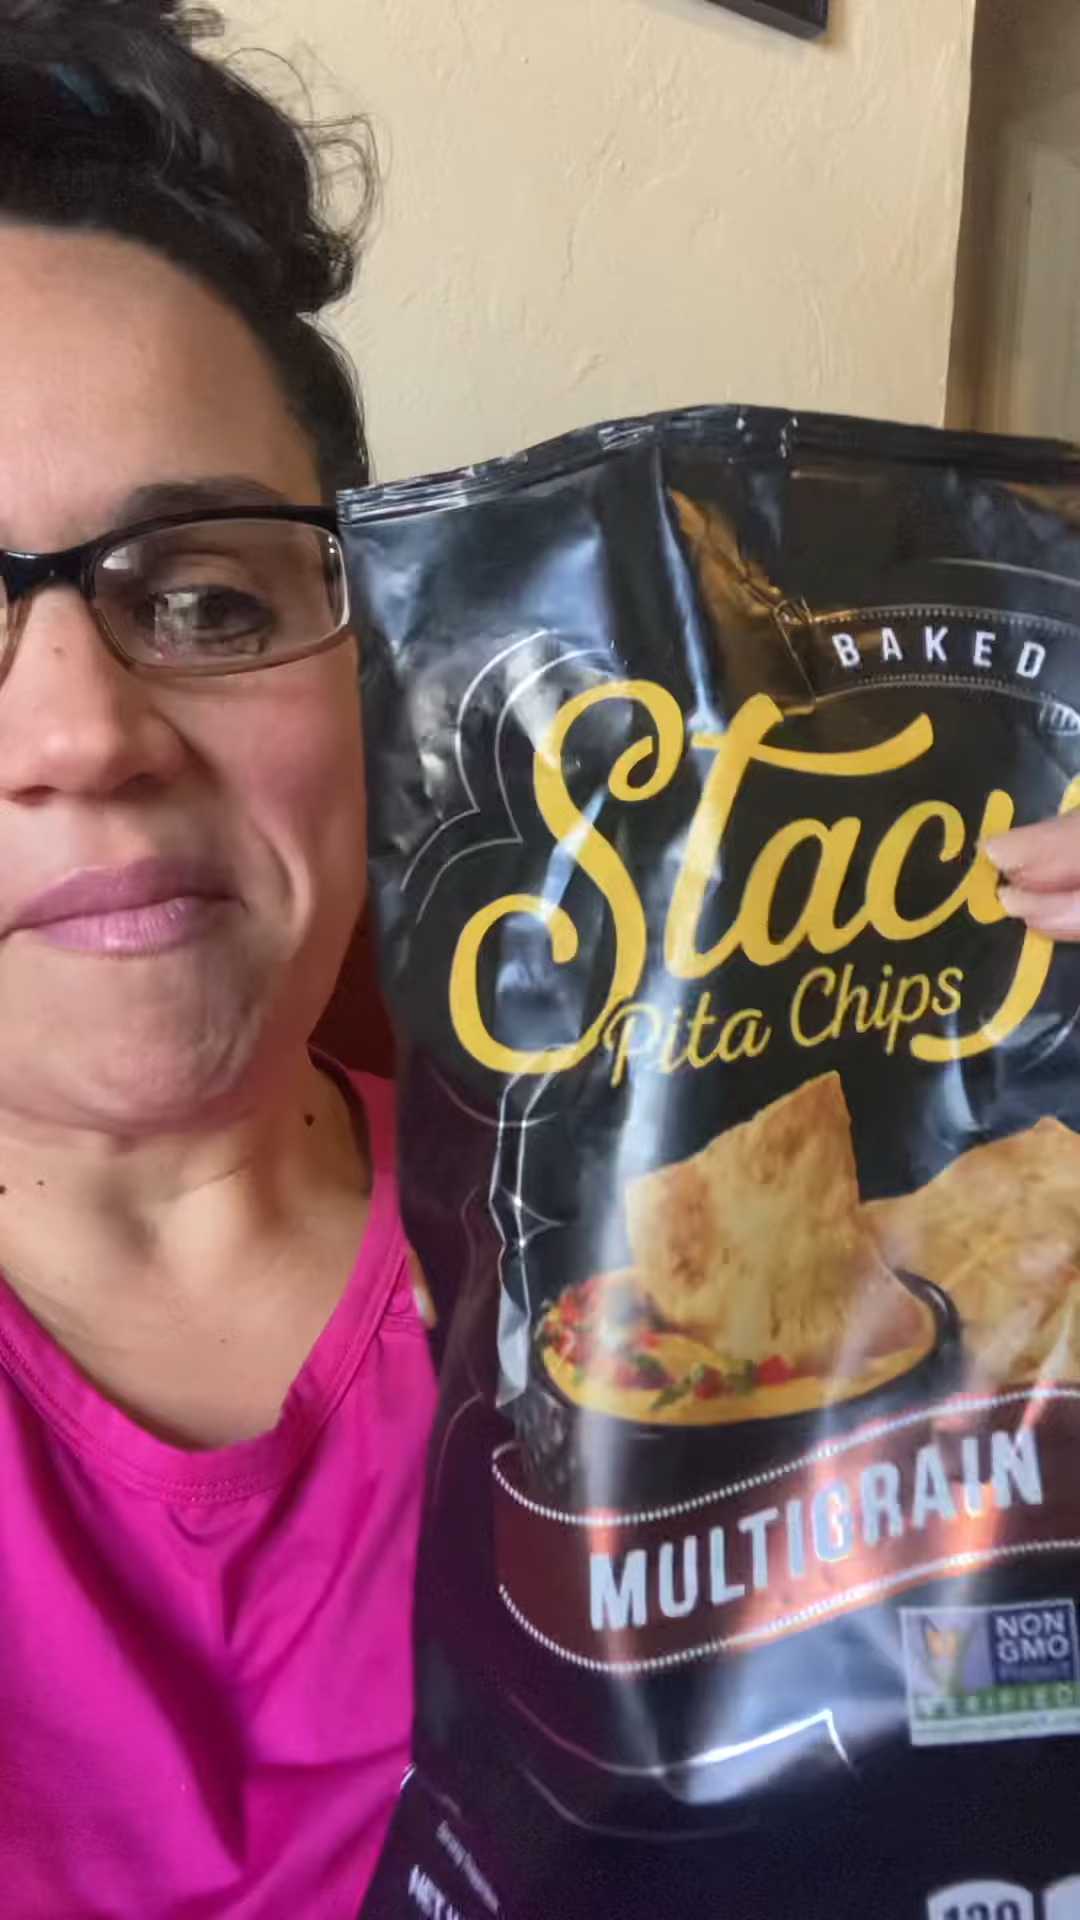 BAKED
Stacy
Pita Chips
MULTIGRAIN
NON
GMO
VERIFIED